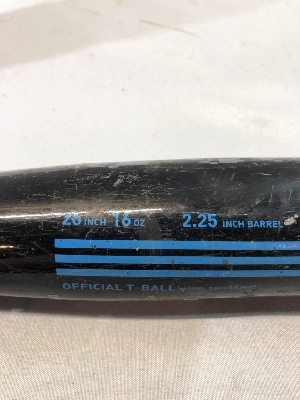 26 INCH 16 OZ 2.25 INCH BARREL
OFFICIAL T-BALL